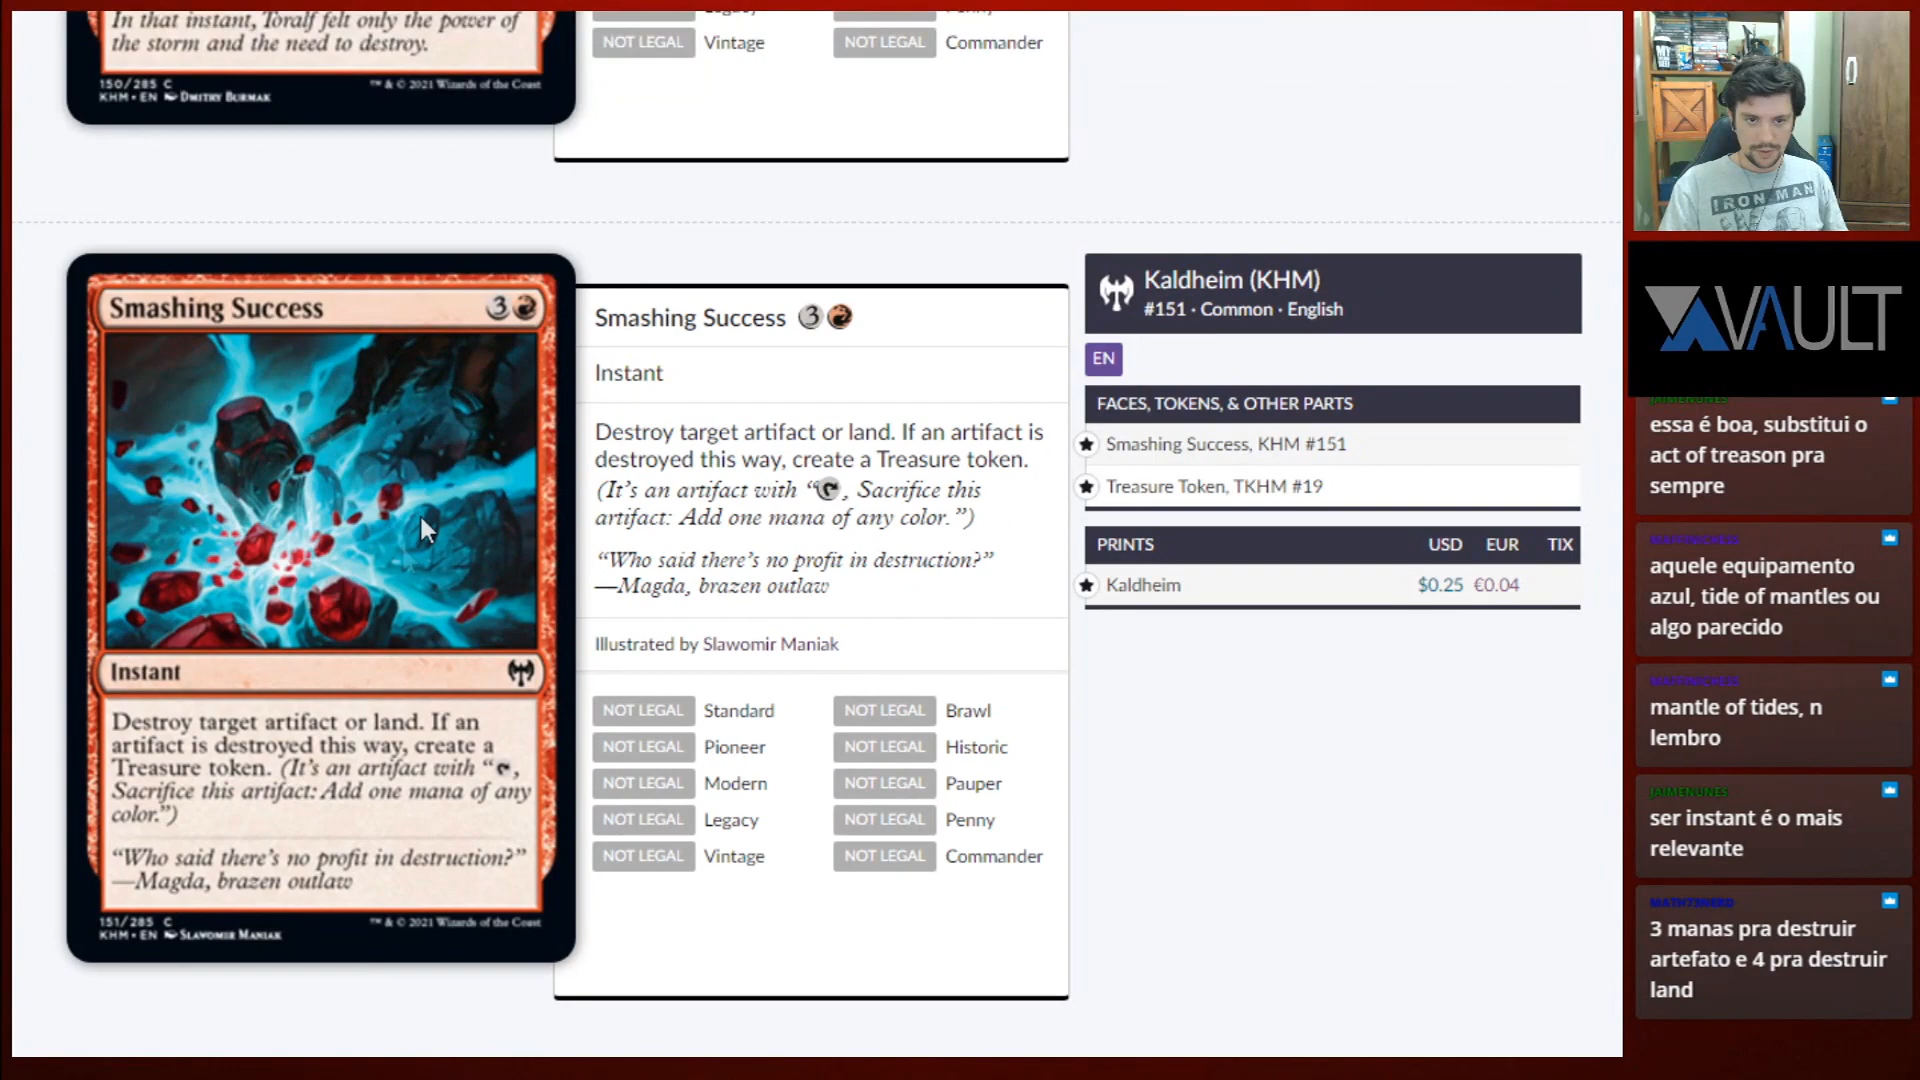 In that instant, Toralf felt only the power of
the storm and the need to destroy.
150/285 C
KHM • EN DMITRY BURMAK
™ & © 2021 Wizards of the Coast
NOT LEGAL Vintage
NOT LEGAL Commander
Smashing Success 3
Instant
Destroy target artifact or land. If an
artifact is destroyed this way, create a
Treasure token. (It's an artifact with “,
Sacrifice this artifact: Add one mana of any
color.”)
“Who said there's no profit in destruction?”
—Magda, brazen outlaw
151/285 C
KHM • EN SLAWOMIR MANIAK
™ & © 2021 Wizards of the Coast
Smashing Success 3
Instant
Destroy target artifact or land. If an artifact is
destroyed this way, create a Treasure token.
(It's an artifact with “, Sacrifice this
artifact: Add one mana of any color.”)
“Who said there's no profit in destruction?”
—Magda, brazen outlaw
Illustrated by Slawomir Maniak
NOT LEGAL Standard NOT LEGAL Brawl
NOT LEGAL Pioneer NOT LEGAL Historic
NOT LEGAL Modern NOT LEGAL Pauper
NOT LEGAL Legacy NOT LEGAL Penny
NOT LEGAL Vintage NOT LEGAL Commander
Kaldheim (KHM)
#151 · Common · English
EN
FACES, TOKENS, & OTHER PARTS
Smashing Success, KHM #151
Treasure Token, TKHM #19
PRINTS USD EUR TIX
Kaldheim $0.25 €0.04
IRON MAN
VAULT
JAIMENUNES
essa é boa, substitui o
act of treason pra
sempre
aquele equipamento
azul, tide of mantles ou
algo parecido
mantle of tides, n
lembro
JAIMENUNES
ser instant é o mais
relevante
3 manas pra destruir
artefato e 4 pra destruir
land